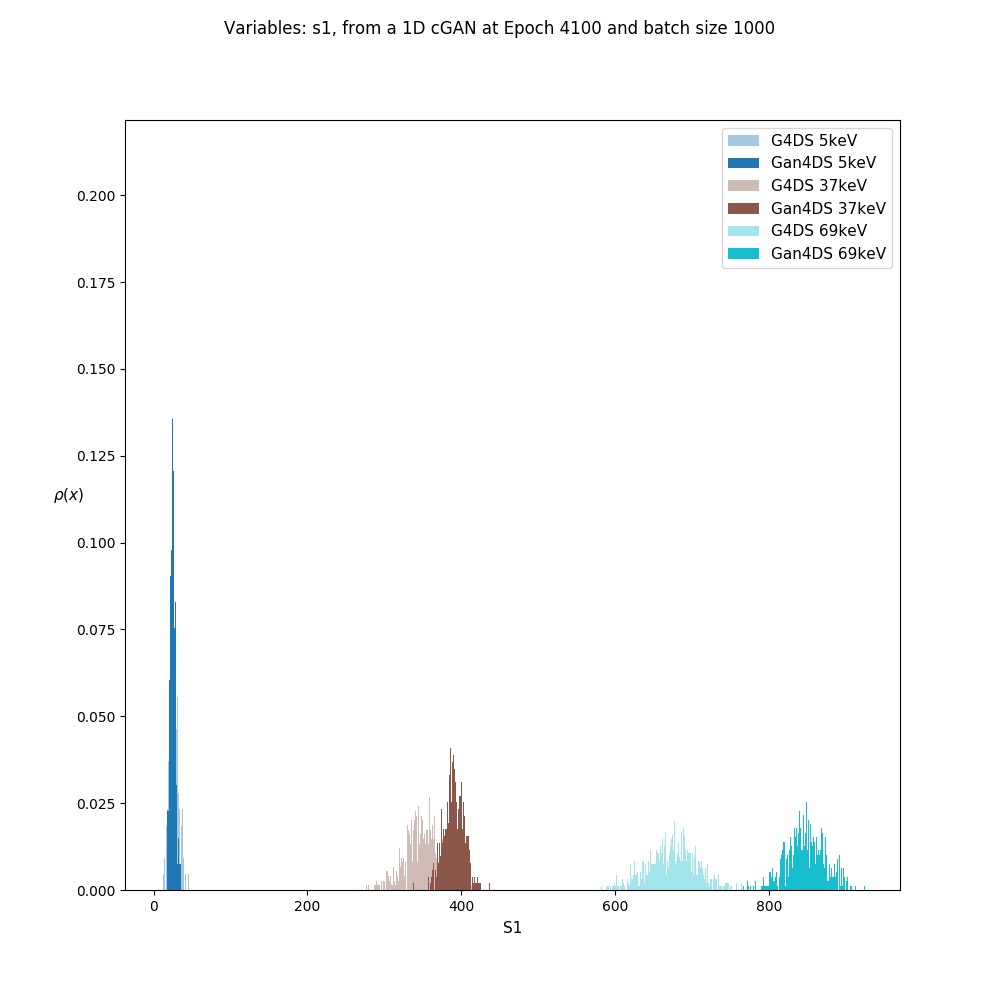 Variables: s1, from a 1D cGAN at Epoch 4100 and batch size 1000
G4DS 5keV
Gan4DS 5keV
G4DS 37keV
Gan4DS 37keV
G4DS 69keV
Gan4DS 69keV
0.200
0.175
0.150
0.125
ρ(x)
0.100
0.075
0.050
0.025
0.000
0 200 400 600 800
S1